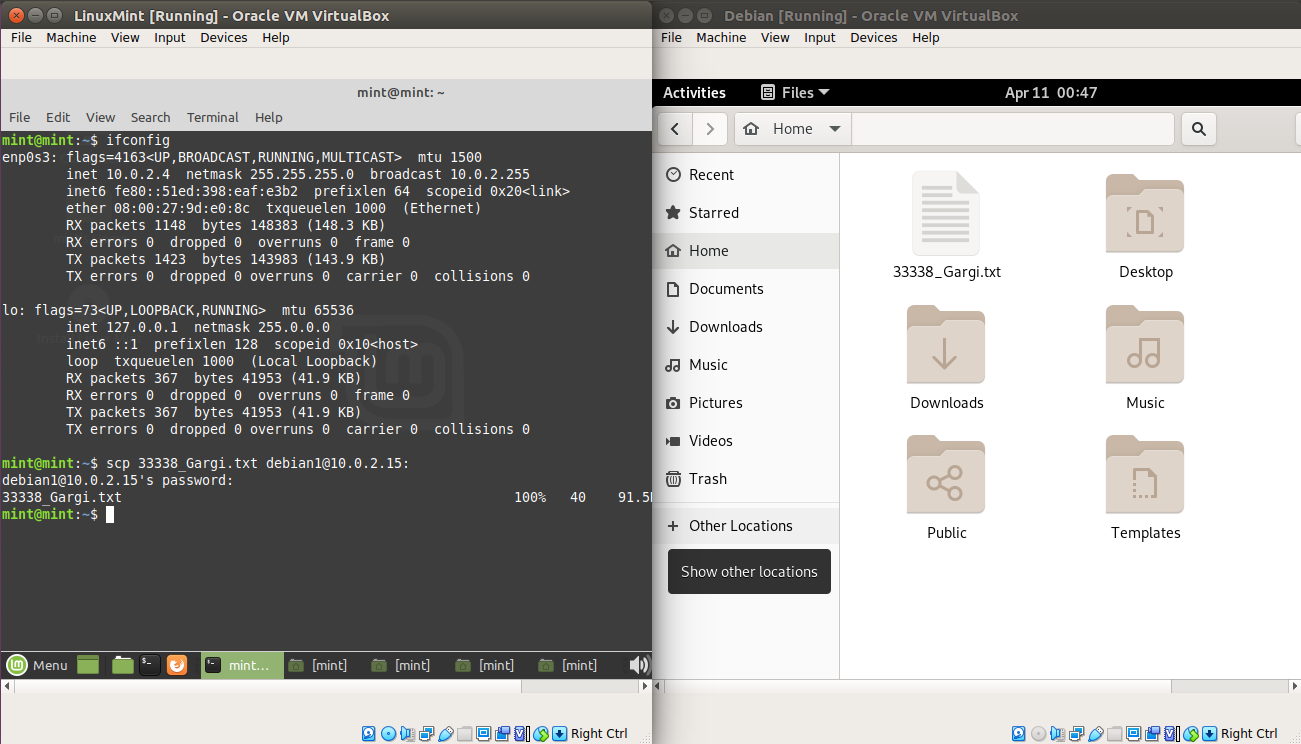 LinuxMint [Running] - Oracle VM VirtualBox
File Machine View Input Devices Help
mint@mint: ~
File Edit View Search Terminal Help
mint@mint:~$ ifconfig
enp0s3: flags=4163<UP,BROADCAST,RUNNING,MULTICAST>  mtu 1500
        inet 10.0.2.4  netmask 255.255.255.0  broadcast 10.0.2.255
        inet6 fe80::51ed:398:eaf:e3b2  prefixlen 64  scopeid 0x20<link>
        ether 08:00:27:9d:e0:8c  txqueuelen 1000  (Ethernet)
        RX packets 1148  bytes 148383 (148.3 KB)
        RX errors 0  dropped 0  overruns 0  frame 0
        TX packets 1423  bytes 143983 (143.9 KB)
        TX errors 0  dropped 0 overruns 0  carrier 0  collisions 0
lo: flags=73<UP,LOOPBACK,RUNNING>  mtu 65536
        inet 127.0.0.1  netmask 255.0.0.0
        inet6 ::1  prefixlen 128  scopeid 0x10<host>
        loop  txqueuelen 1000  (Local Loopback)
        RX packets 367  bytes 41953 (41.9 KB)
        RX errors 0  dropped 0  overruns 0  frame 0
        TX packets 367  bytes 41953 (41.9 KB)
        TX errors 0  dropped 0 overruns 0  carrier 0  collisions 0
mint@mint:~$ scp 33338_Gargi.txt debian1@10.0.2.15:
debian1@10.0.2.15's password:
33338_Gargi.txt 100% 40 91.5
mint@mint:~$
Menu mint... [mint] [mint] [mint] [mint]
Right Ctrl
Debian [Running] - Oracle VM VirtualBox
File Machine View Input Devices Help
Activities Files Apr 11 00:47
Home
Recent
Starred
Home
Documents
Downloads
Music
Pictures
Videos
Trash
+ Other Locations
Show other locations
33338_Gargi.txt Desktop
Downloads Music
Public Templates
Right Ctrl